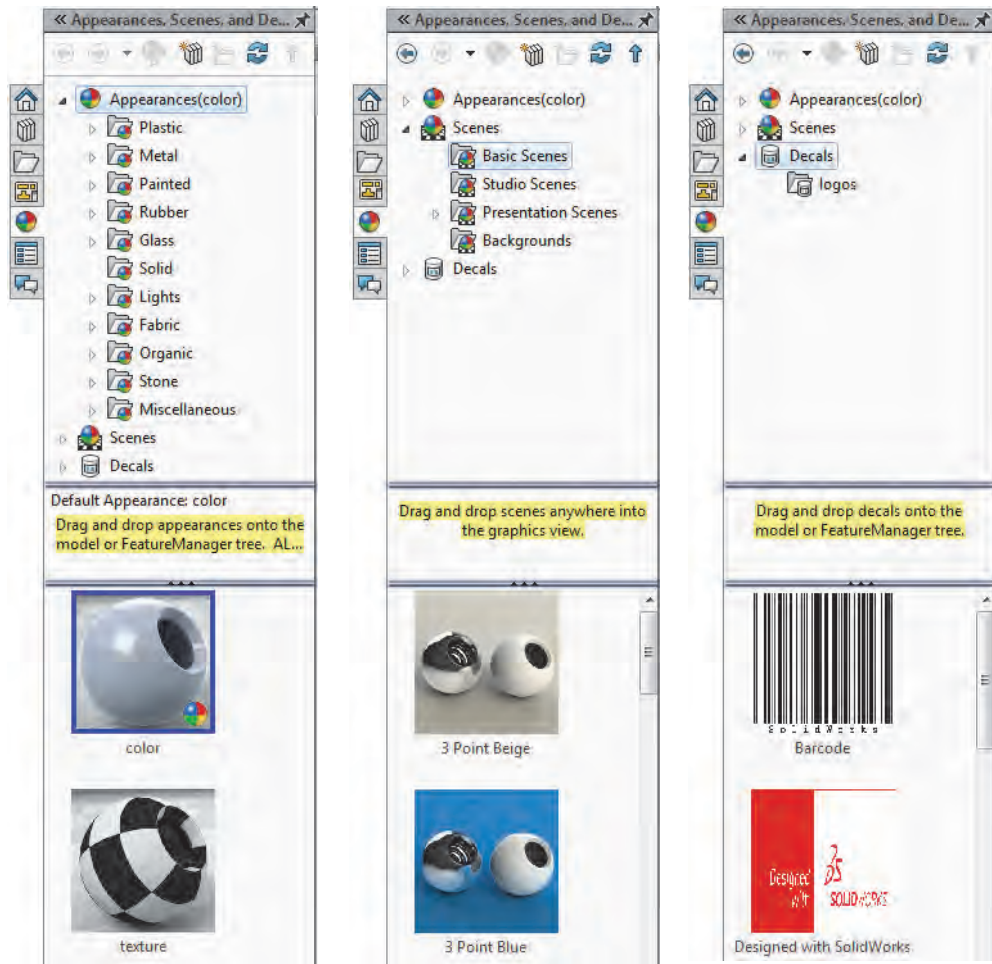 Appearances, Scenes, and De...
Appearances(color)
Plastic
Metal
Painted
Rubber
Glass
Solid
Lights
Fabric
Organic
Stone
Miscellaneous
Scenes
Decals
Default Appearance: color
Drag and drop appearances onto the
model or FeatureManager tree. AL...
color
texture
Appearances, Scenes, and De...
Appearances(color)
Scenes
Basic Scenes
Studio Scenes
Presentation Scenes
Backgrounds
Decals
Drag and drop scenes anywhere into
the graphics view.
3 Point Beige
3 Point Blue
Appearances, Scenes, and De...
Appearances(color)
Scenes
Decals
logos
Drag and drop decals onto the
model or FeatureManager tree.
SolidWorks
Barcode
Designed
with
SOLIDWORKS
Designed with SolidWorks